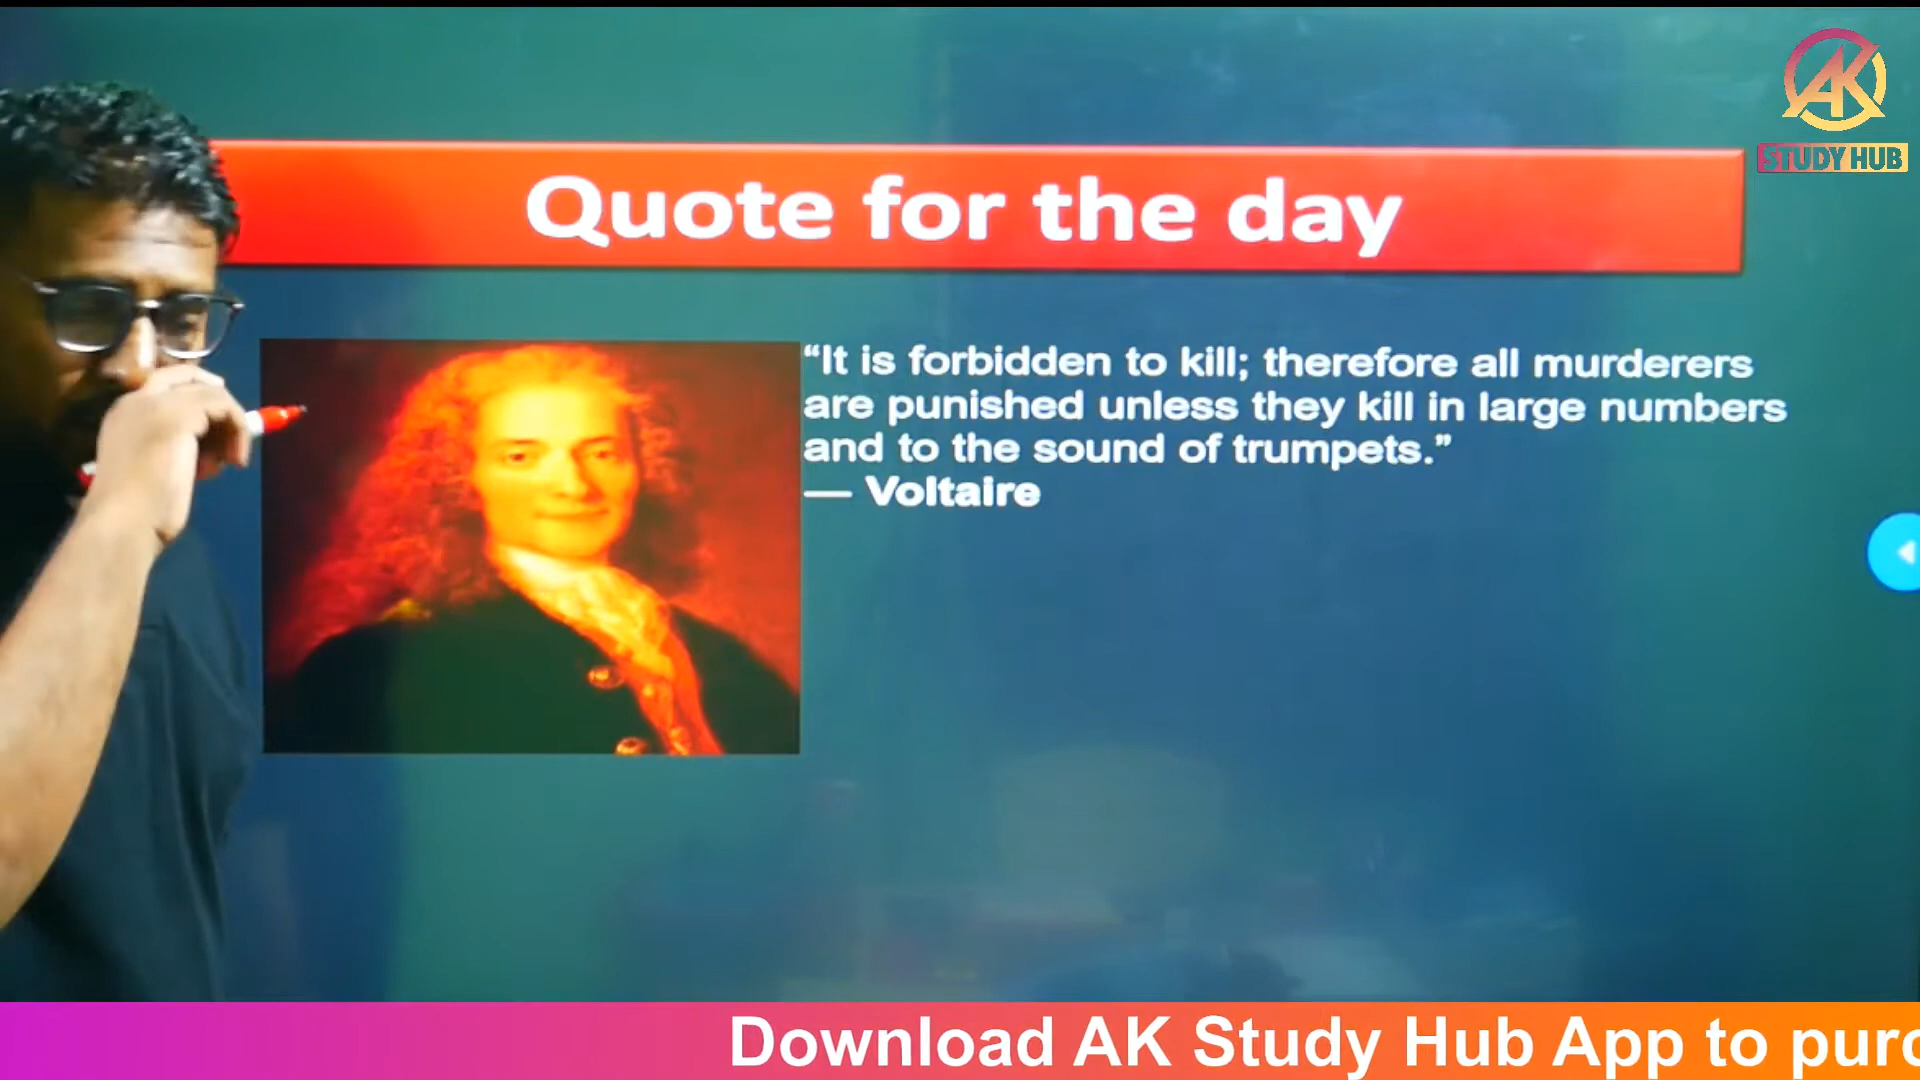 AK
STUDY HUB
Quote for the day
“It is forbidden to kill; therefore all murderers
are punished unless they kill in large numbers
and to the sound of trumpets.”
— Voltaire
Download AK Study Hub App to purc